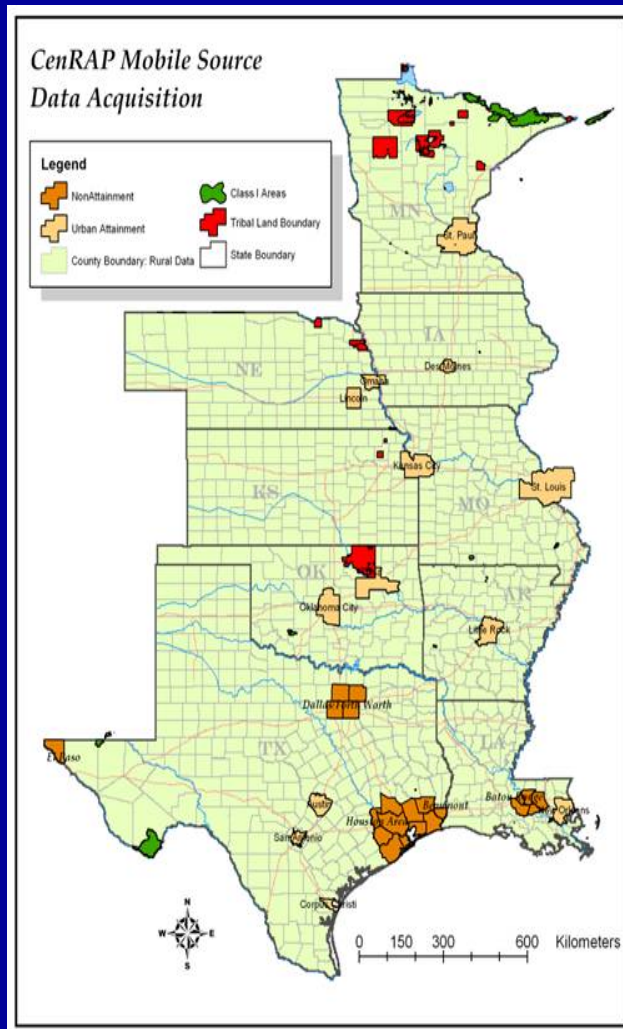 CenRAP Mobile Source
Data Acquisition
Legend
NonAttainment
Class I Areas
Urban Attainment
Tribal Land Boundary
County Boundary: Rural Data
State Boundary
MN
St. Paul
IA
Des Moines
NE
Omaha
Lincoln
Kansas City
St. Louis
KS
MO
OK
Oklahoma City
AR
Little Rock
Dallas Forth Warth
TX
LA
El Paso
Austin
Houston Area
Beaumont
Baton Rouge
New Orleans
San Antonio
Corpus Christi
N
W E
S
0 150 300 600 Kilometers